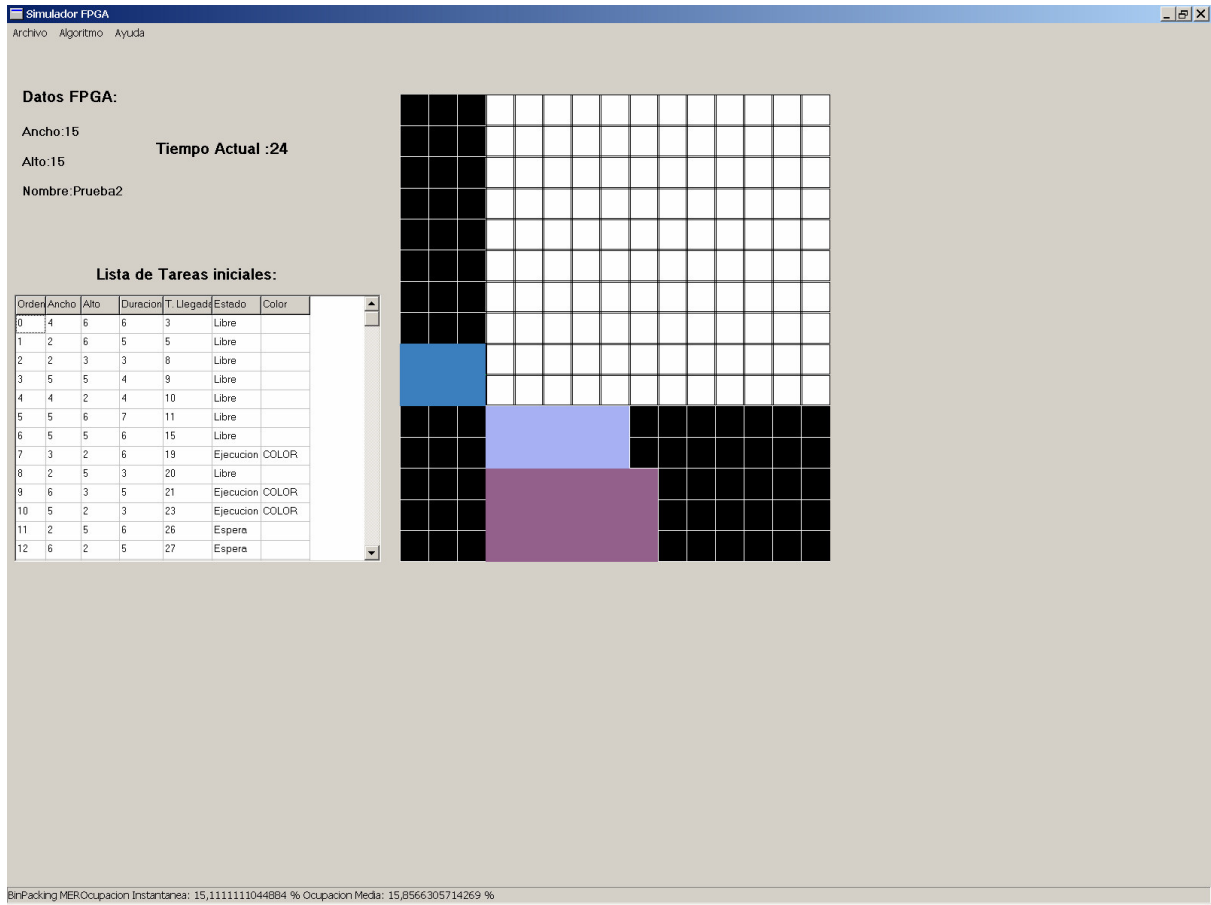 Simulador FPGA
Archivo Algoritmo Ayuda
Datos FPGA:
Ancho:15
Tiempo Actual :24
Alto:15
Nombre:Prueba2
Lista de Tareas iniciales:
Orden Ancho Alto Duracion T. Llegada Estado Color
0 4 6 6 3 Libre
1 2 6 5 5 Libre
2 2 3 3 8 Libre
3 5 5 4 9 Libre
4 4 2 4 10 Libre
5 5 6 7 11 Libre
6 5 5 6 15 Libre
7 3 2 6 19 Ejecucion COLOR
8 2 5 3 20 Libre
9 6 3 5 21 Ejecucion COLOR
10 5 2 3 23 Ejecucion COLOR
11 2 5 6 26 Espera
12 6 2 5 27 Espera
BinPacking MEROcupacion Instantanea: 15,1111111044884 % Ocupacion Media: 15,8566305714269 %